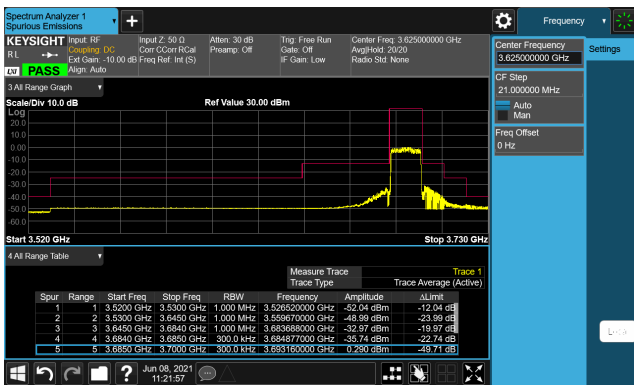 Spectrum Analyzer 1
Spurious Emissions
Frequency
KEYSIGHT
Input: RF
Coupling: DC
Ext Gain: -10.00 dB
Align: Auto
Input Z: 50 Ω
Corr CCorr RCal
Freq Ref: Int (S)
Atten: 30 dB
Preamp: Off
Trig: Free Run
Gate: Off
IF Gain: Low
Center Freq: 3.625000000 GHz
Avg|Hold: 20/20
Radio Std: None
RL
LXI PASS
Center Frequency
3.625000000 GHz
Settings
CF Step
21.000000 MHz
Auto
Man
Freq Offset
0 Hz
3 All Range Graph
Scale/Div 10.0 dB
Ref Value 30.00 dBm
Log
20.0
10.0
0.00
-10.0
-20.0
-30.0
-40.0
-50.0
-60.0
Start 3.520 GHz
Stop 3.730 GHz
4 All Range Table
Measure Trace Trace 1
Trace Type Trace Average (Active)
Spur Range Start Freq Stop Freq RBW Frequency Amplitude ΔLimit
1 1 3.5200 GHz 3.5300 GHz 1.000 MHz 3.526520000 GHz -52.04 dBm -12.04 dB
2 2 3.5300 GHz 3.6450 GHz 1.000 MHz 3.559670000 GHz -48.99 dBm -23.99 dB
3 3 3.6450 GHz 3.6840 GHz 1.000 MHz 3.683688000 GHz -32.97 dBm -19.97 dB
4 4 3.6840 GHz 3.6850 GHz 300.0 kHz 3.684877000 GHz -35.74 dBm -22.74 dB
5 5 3.6850 GHz 3.7000 GHz 300.0 kHz 3.693160000 GHz 0.290 dBm -49.71 dB
Local
Jun 08, 2021
11:21:57